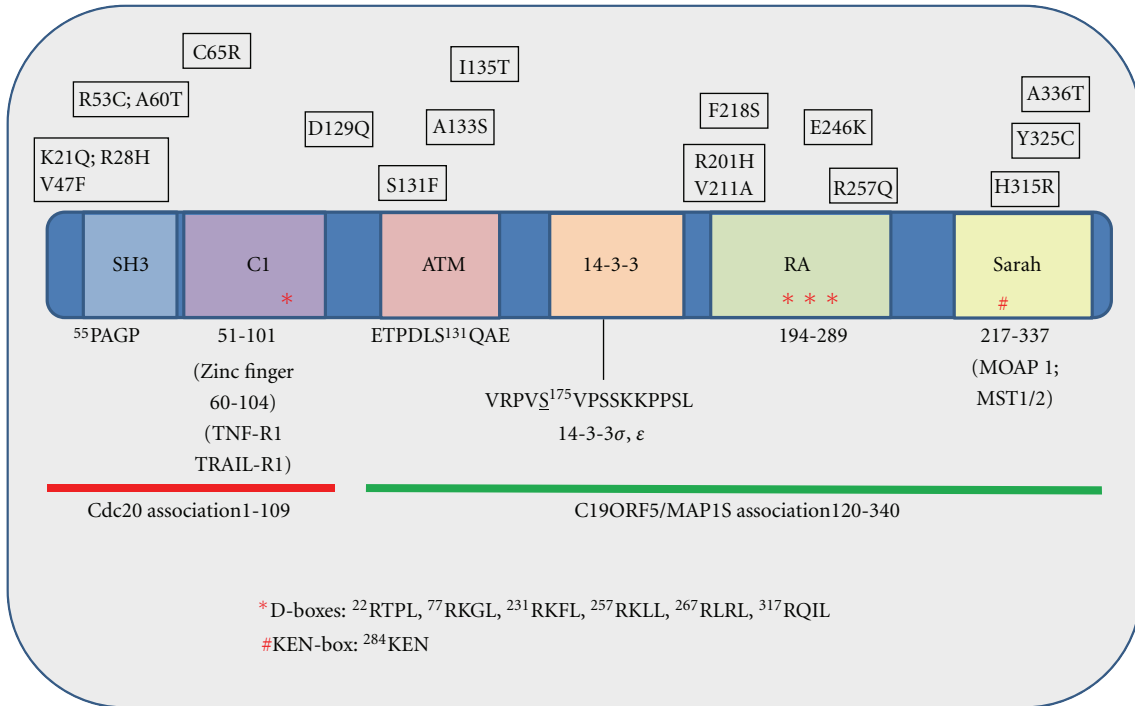 C65R
I135T
R53C; A60T
A336T
F218S
D129Q
A133S
E246K
Y325C
K21Q; R28H
V47F
R201H
V211A
S131F
R257Q
H315R
SH3
C1
ATM
14-3-3
RA
Sarah
*
* * *
#
⁵⁵PAGP
51-101
(Zinc finger
60-104)
(TNF-R1
TRAIL-R1)
ETPDLS¹³¹QAE
194-289
217-337
(MOAP 1;
MST1/2)
VRPVS¹⁷⁵VPSSKKPPSL
14-3-3σ, ε
Cdc20 association1-109
C19ORF5/MAP1S association120-340
*D-boxes: ²²RTPL, ⁷⁷RKGL, ²³¹RKFL, ²⁵⁷RKLL, ²⁶⁷RLRL, ³¹⁷RQIL
#KEN-box: ²⁸⁴KEN